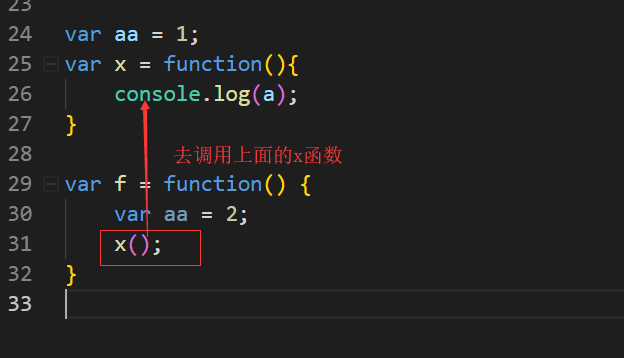 23
24 var aa = 1;
25 var x = function(){
26 console.log(a);
27 }
28
去调用上面的x函数
29 var f = function() {
30 var aa = 2;
31 x();
32 }
33